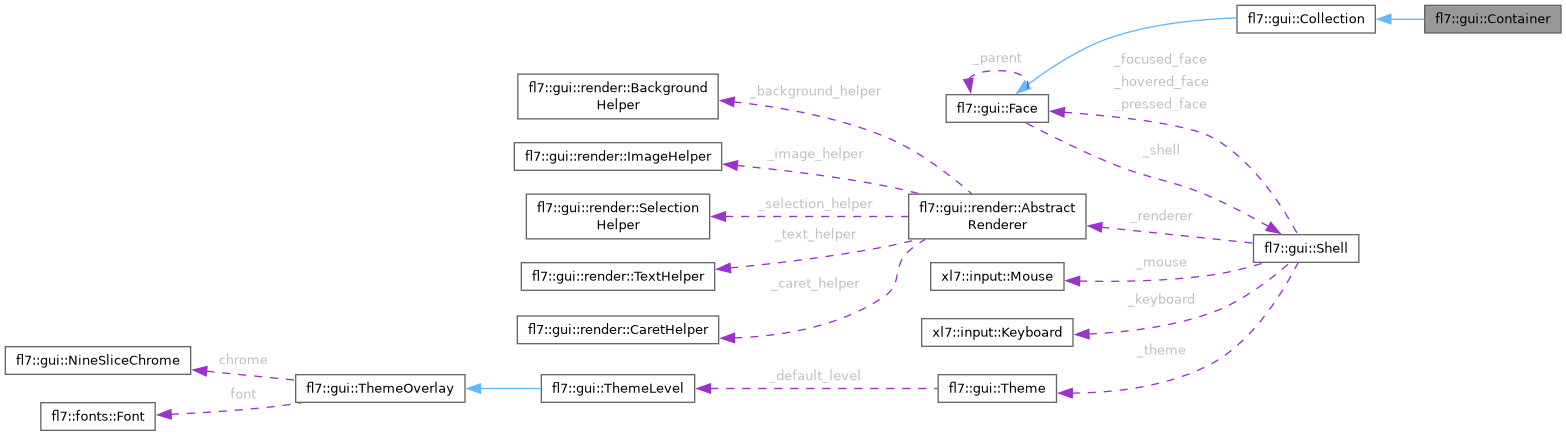 fl7::gui::Collection
fl7::gui::Container
_parent
_focused_face
_hovered_face
_pressed_face
fl7::gui::render::Background
Helper
_background_helper
fl7::gui::Face
fl7::gui::render::ImageHelper
_image_helper
_shell
fl7::gui::render::Selection
Helper
_selection_helper
fl7::gui::render::Abstract
Renderer
_renderer
_text_helper
fl7::gui::Shell
fl7::gui::render::TextHelper
xl7::input::Mouse
_mouse
_caret_helper
_keyboard
fl7::gui::render::CaretHelper
xl7::input::Keyboard
_theme
fl7::gui::NineSliceChrome
chrome
fl7::gui::ThemeOverlay
fl7::gui::ThemeLevel
_default_level
fl7::gui::Theme
font
fl7::fonts::Font